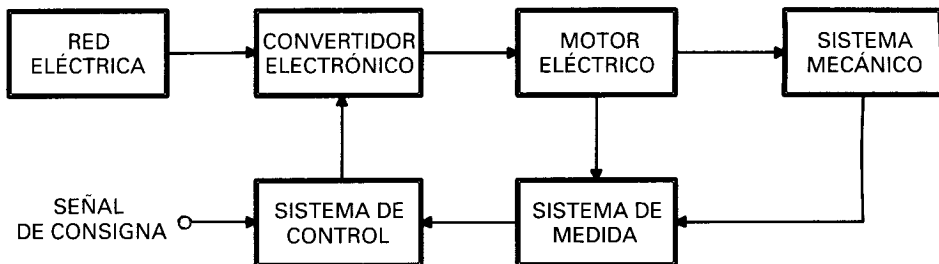 RED
ELÉCTRICA
CONVERTIDOR
ELECTRÓNICO
MOTOR
ELÉCTRICO
SISTEMA
MECÁNICO
SEÑAL
DE CONSIGNA
SISTEMA DE
CONTROL
SISTEMA DE
MEDIDA